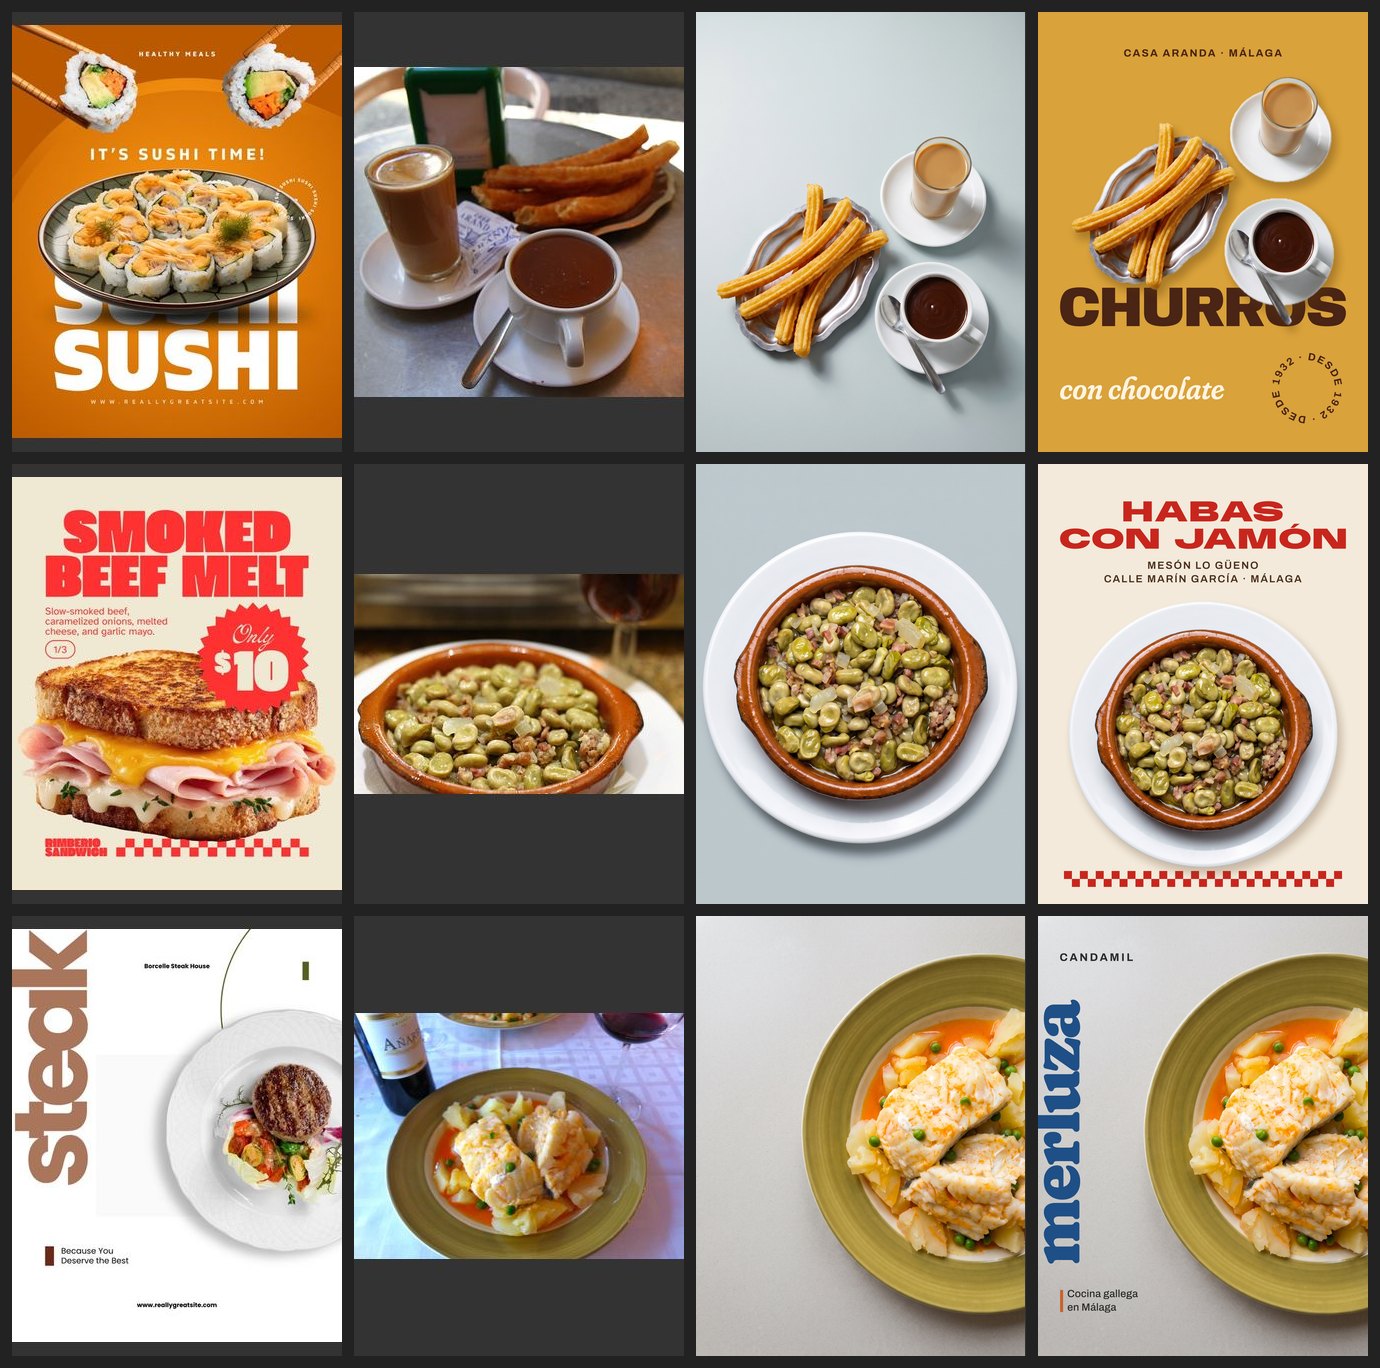 HEALTHY MEALS
IT'S SUSHI TIME!
SUSHI
SUSHI
WWW.REALLYGREATSITE.COM
CASA
ARANDA
CASA ARANDA · MÁLAGA
CHURROS
con chocolate
DESDE 1932 · DESDE 1932 ·
SMOKED
BEEF MELT
Slow-smoked beef,
caramelized onions, melted
cheese, and garlic mayo.
1/3
Only
$10
RIMBERIO
SANDWICH
HABAS
CON JAMÓN
MESÓN LO GÜENO
CALLE MARÍN GARCÍA · MÁLAGA
steak
Borcelle Steak House
Because You
Deserve the Best
www.reallygreatsite.com
CANDAMIL
merluza
Cocina gallega
en Málaga